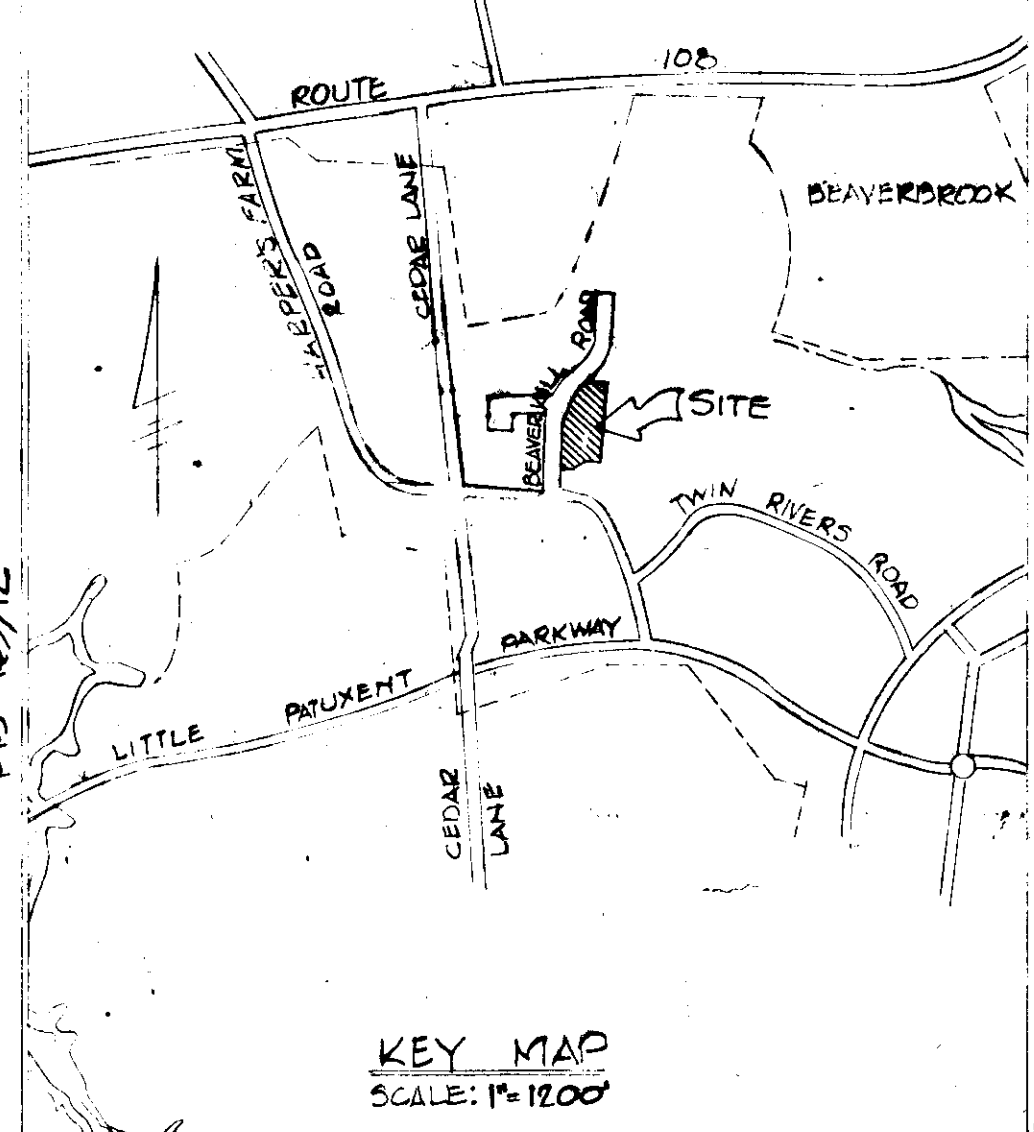 ROUTE 108
BEAVERBROOK
HARPER'S FARM
ROAD
CEDAR LANE
BEAVER KILL ROAD
SITE
TWIN RIVERS ROAD
LITTLE PATUXENT PARKWAY
CEDAR
LANE
KEY MAP
SCALE: 1"=1200'